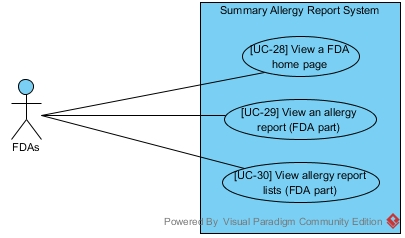 Summary Allergy Report System
[UC-28] View a FDA
home page
[UC-29] View an allergy
report (FDA part)
FDAs
[UC-30] View allergy report
lists (FDA part)
Powered By Visual Paradigm Community Edition